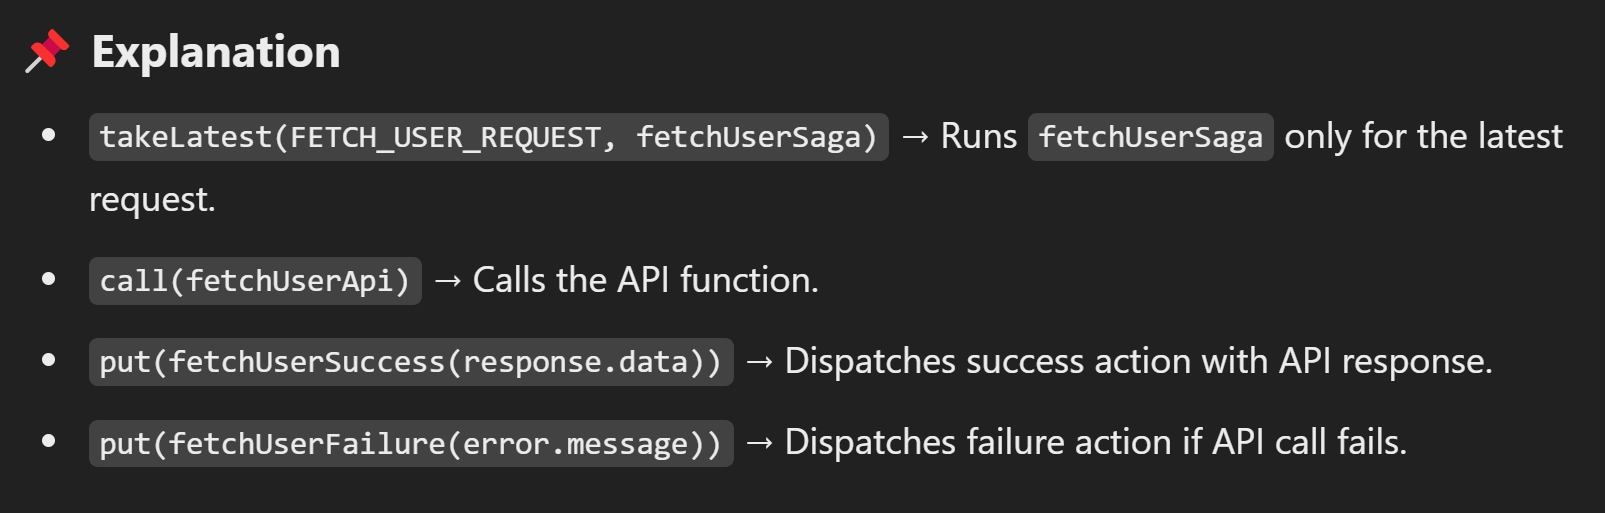 📌 Explanation
• takeLatest(FETCH_USER_REQUEST, fetchUserSaga) → Runs fetchUserSaga only for the latest
request.
• call(fetchUserApi) → Calls the API function.
• put(fetchUserSuccess(response.data)) → Dispatches success action with API response.
• put(fetchUserFailure(error.message)) → Dispatches failure action if API call fails.